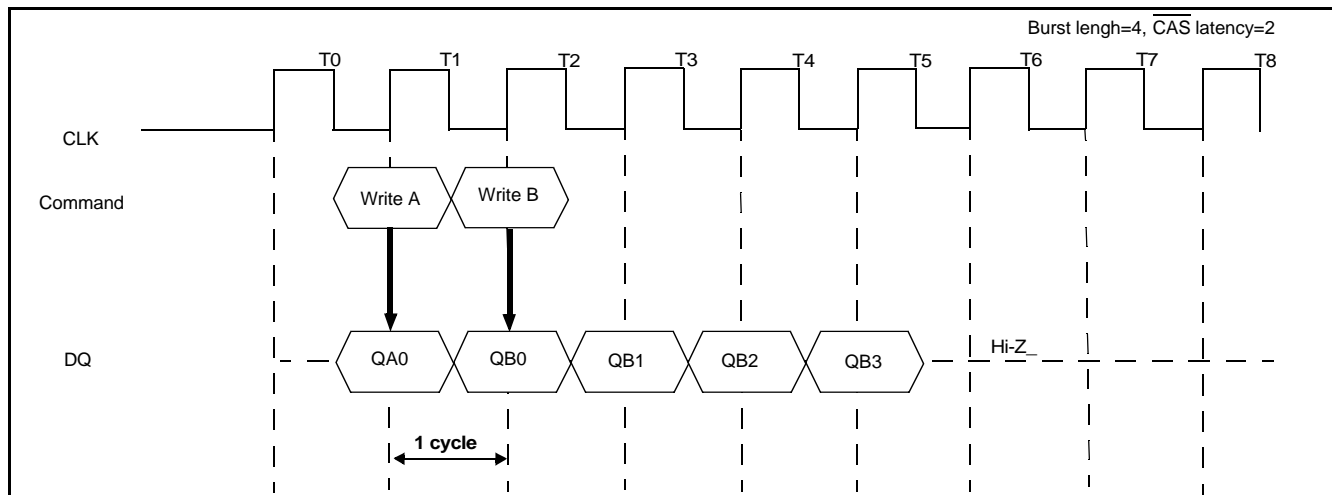 Burst lengh=4, CAS latency=2
T0 T1 T2 T3 T4 T5 T6 T7 T8
CLK
Command
Write A Write B
DQ
QA0 QB0 QB1 QB2 QB3 Hi-Z_
1 cycle